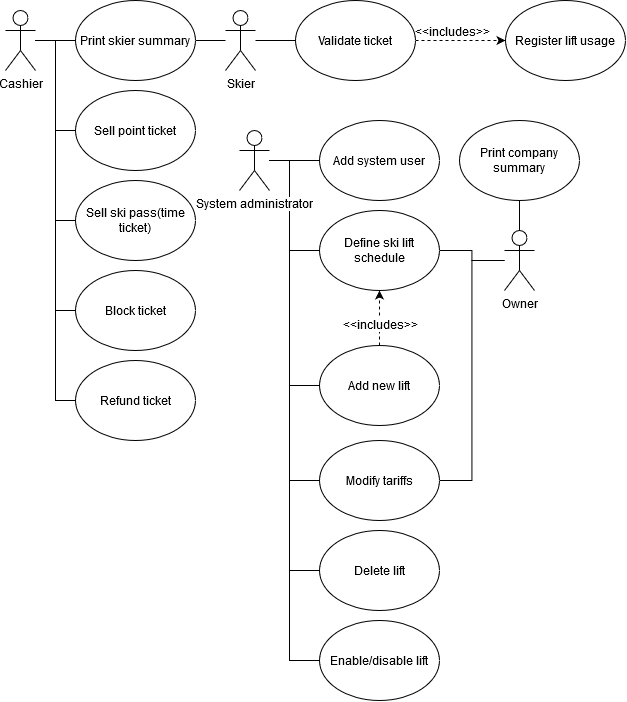 Print skier summary
Validate ticket
<<includes>>
Register lift usage
Cashier
Skier
Sell point ticket
Add system user
Print company
summary
System administrator
Sell ski pass(time
ticket)
Define ski lift
schedule
Owner
Block ticket
<<includes>>
Add new lift
Refund ticket
Modify tariffs
Delete lift
Enable/disable lift